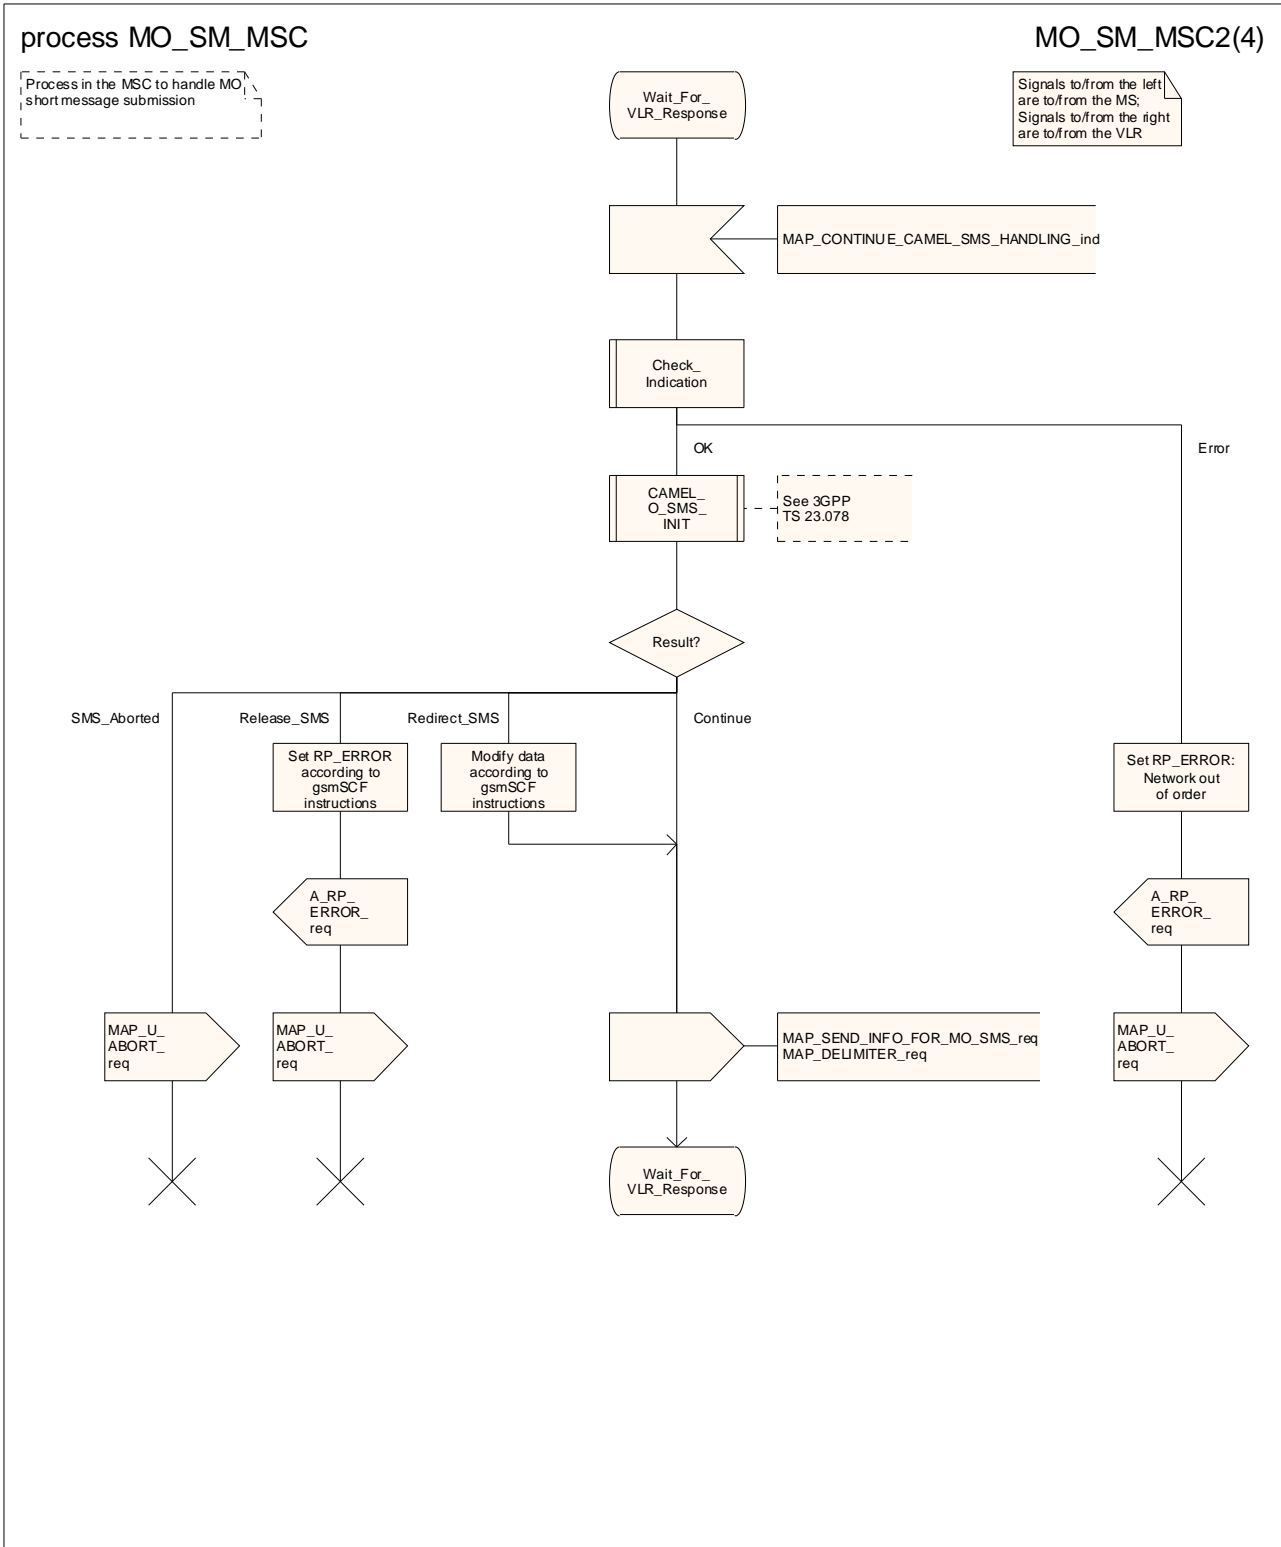 process MO_SM_MSC
MO_SM_MSC2(4)
Process in the MSC to handle MO
short message submission
Wait_For_
VLR_Response
Signals to/from the left
are to/from the MS;
Signals to/from the right
are to/from the VLR
MAP_CONTINUE_CAMEL_SMS_HANDLING_ind
Check_
Indication
OK
Error
CAMEL_
O_SMS_
INIT
See 3GPP
TS 23.078
Result?
SMS_Aborted
Release_SMS
Redirect_SMS
Continue
Set RP_ERROR
according to
gsmSCF
instructions
Modify data
according to
gsmSCF
instructions
Set RP_ERROR:
Network out
of order
A_RP_
ERROR_
req
A_RP_
ERROR_
req
MAP_U_
ABORT_
req
MAP_U_
ABORT_
req
MAP_SEND_INFO_FOR_MO_SMS_req
MAP_DELIMITER_req
MAP_U_
ABORT_
req
Wait_For_
VLR_Response